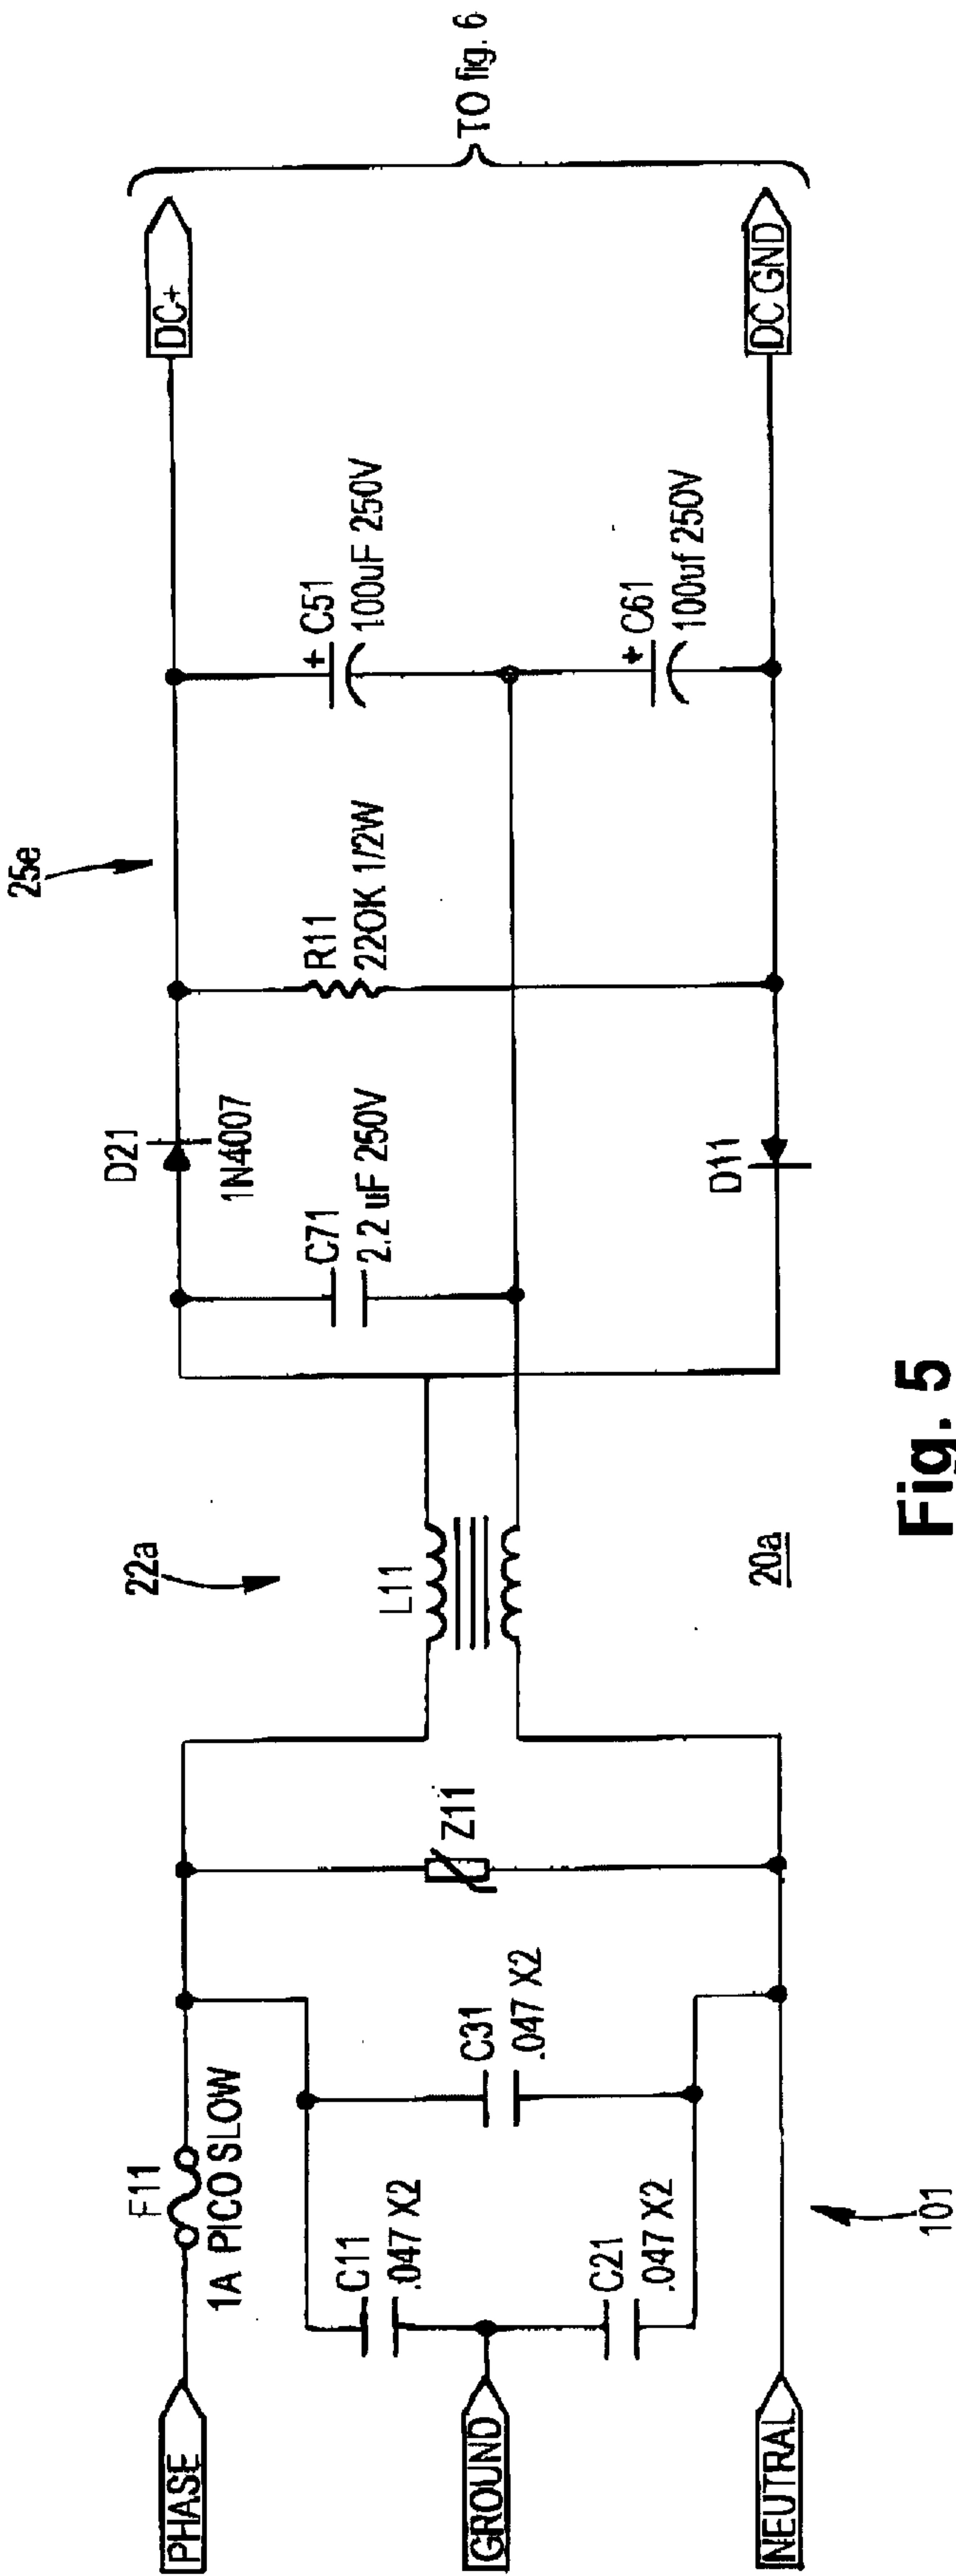 25e
22a
PHASE
F11
1A PICO SLOW
C11
.047 X2
GROUND
C21
.047 X2
NEUTRAL
101
C31
.047 X2
Z11
L11
20a
D21
1N4007
C71
2.2 uF 250V
D11
R11
220K 1/2W
C51
+
100uF 250V
C61
+
100uf 250V
DC+
DC GND
TO fig. 6
Fig. 5